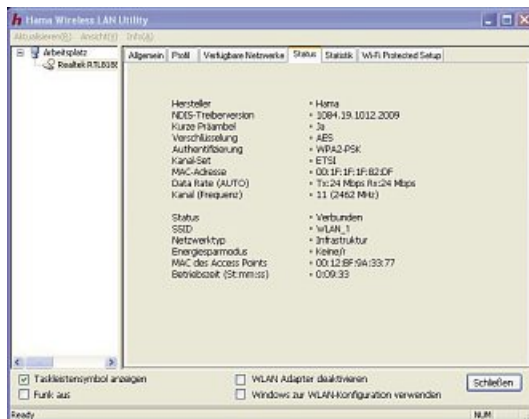 Hama Wireless LAN Utility
Aktualisieren(R) Ansicht(Y) Info(A)
Arbeitsplatz
Realtek RTL8188
Allgemein Profil Verfügbare Netzwerke Status Statistik Wi-Fi Protected Setup
Hersteller • Hama
NDIS-Treiberversion • 1084.19.1012.2009
Kurze Präambel • Ja
Verschlüsselung • AES
Authentifizierung • WPA2-PSK
Kanal-Set • ETSI
MAC-Adresse • 00:1F:1F:1F:82:DF
Data Rate (AUTO) • Tx:24 Mbps Rx:24 Mbps
Kanal (Frequenz) • 11 (2462 MHz)
Status • Verbunden
SSID • WLAN_1
Netzwerktyp • Infrastruktur
Energiesparmodus • Keine/r
MAC des Access Points • 00:12:BF:9A:33:77
Betriebszeit (St:mm:ss) • 0:09:33
Taskleistensymbol anzeigen
WLAN Adapter deaktivieren
Schließen
Funk aus
Windows zur WLAN-Konfiguration verwenden
Ready NUM